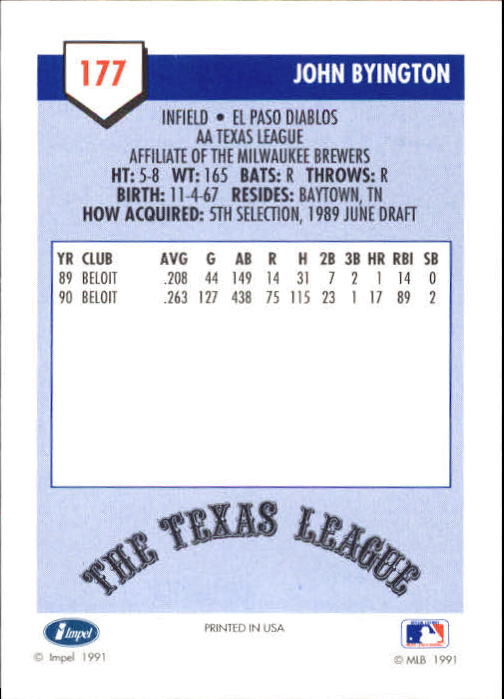 177
JOHN BYINGTON
INFIELD • EL PASO DIABLOS
AA TEXAS LEAGUE
AFFILIATE OF THE MILWAUKEE BREWERS
HT: 5-8 WT: 165 BATS: R THROWS: R
BIRTH: 11-4-67 RESIDES: BAYTOWN, TN
HOW ACQUIRED: 5TH SELECTION, 1989 JUNE DRAFT
YR CLUB AVG G AB R H 2B 3B HR RBI SB
89 BELOIT .208 44 149 14 31 7 2 1 14 0
90 BELOIT .263 127 438 75 115 23 1 17 89 2
THE TEXAS LEAGUE
impel
PRINTED IN USA
© Impel 1991
© MLB 1991